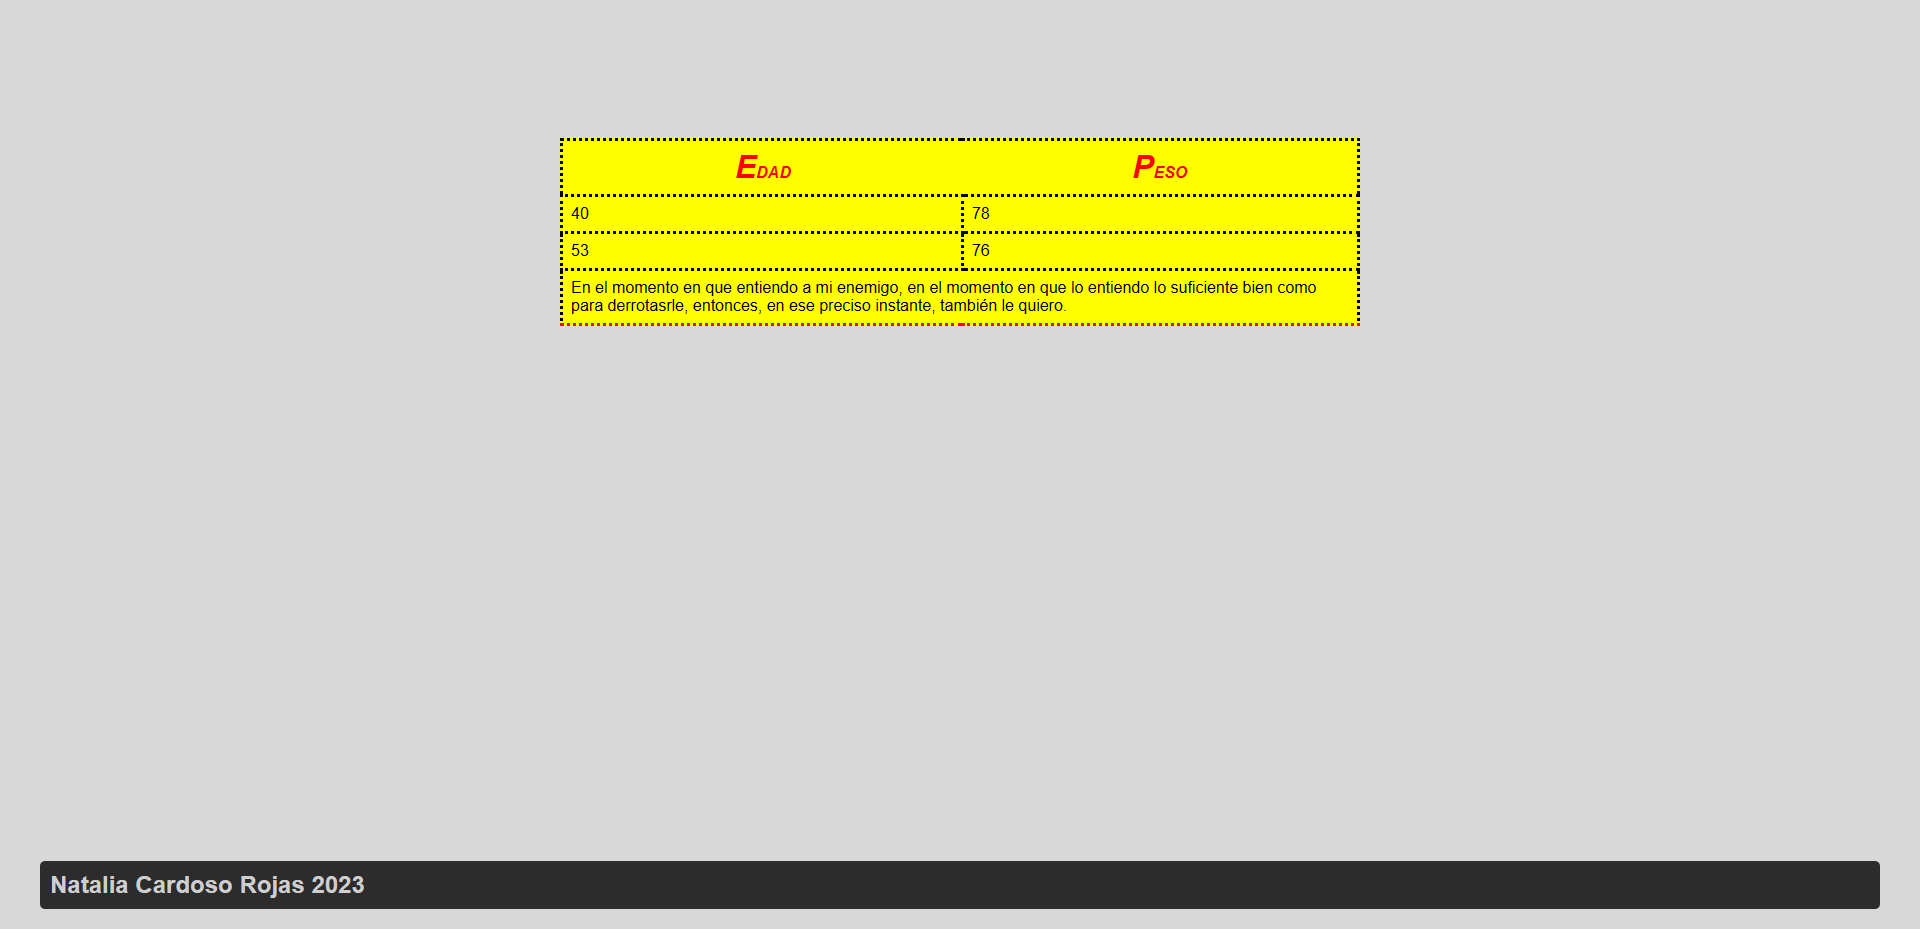 Edad Peso
40 78
53 76
En el momento en que entiendo a mi enemigo, en el momento en que lo entiendo lo suficiente bien como
para derrotasrle, entonces, en ese preciso instante, también le quiero.
Natalia Cardoso Rojas 2023